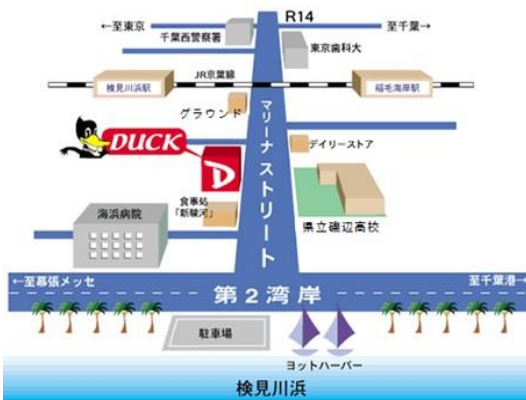 R14
←至東京
至千葉→
千葉西警察署
東京歯科大
JR京葉線
検見川浜駅
稲毛海岸駅
グラウンド
マリーナストリート
DUCK
D
デイリーストア
食事処
「新駿河」
海浜病院
県立磯辺高校
←至幕張メッセ
至千葉港→
第2湾岸
駐車場
ヨットハーバー
検見川浜